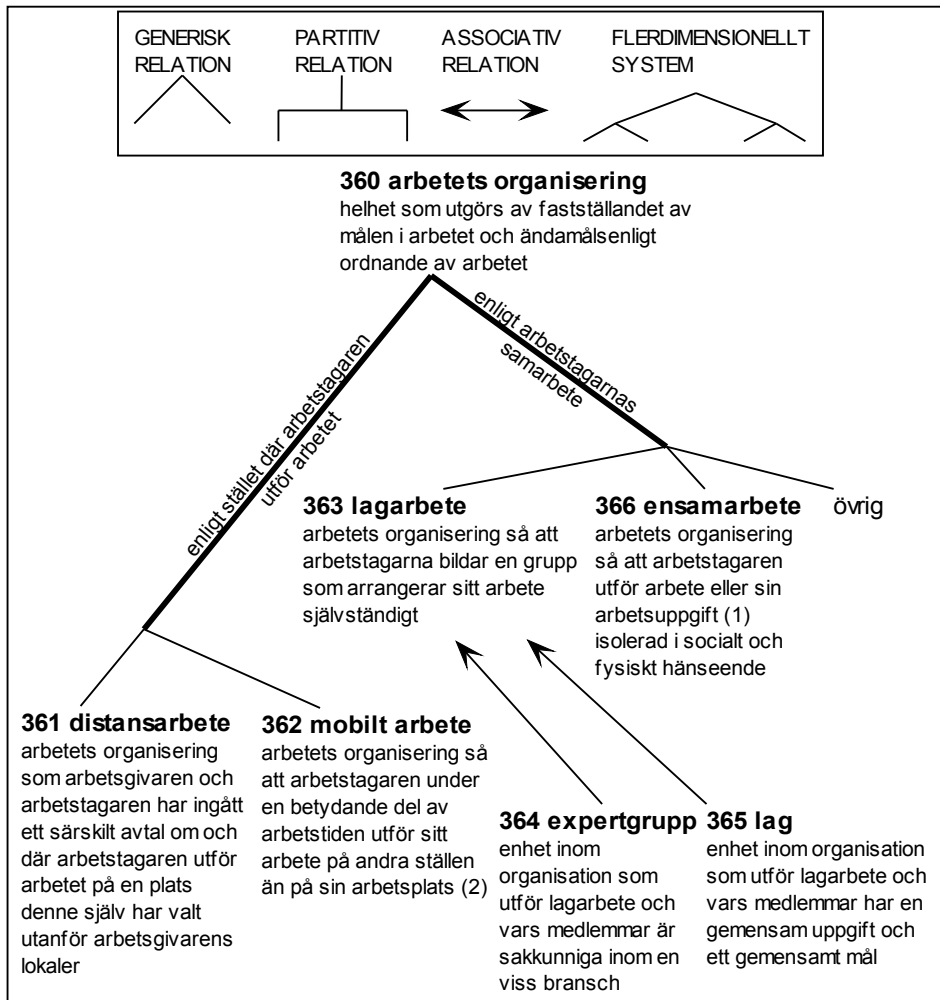 GENERISK
RELATION
PARTITIV
RELATION
ASSOCIATIV
RELATION
FLERDIMENSIONELLT
SYSTEM
360 arbetets organisering
helhet som utgörs av fastställandet av
målen i arbetet och ändamålsenligt
ordnande av arbetet
enligt stället där arbetstagaren
utför arbetet
enligt arbetstagarnas
samarbete
363 lagarbete
arbetets organisering så att
arbetstagarna bildar en grupp
som arrangerar sitt arbete
självständigt
366 ensamarbete
arbetets organisering
så att arbetstagaren
utför arbete eller sin
arbetsuppgift (1)
isolerad i socialt och
fysiskt hänseende
övrig
361 distansarbete
arbetets organisering
som arbetsgivaren och
arbetstagaren har ingått
ett särskilt avtal om och
där arbetstagaren utför
arbetet på en plats
denne själv har valt
utanför arbetsgivarens
lokaler
362 mobilt arbete
arbetets organisering så
att arbetstagaren under
en betydande del av
arbetstiden utför sitt
arbete på andra ställen
än på sin arbetsplats (2)
364 expertgrupp
enhet inom
organisation som
utför lagarbete och
vars medlemmar är
sakkunniga inom en
viss bransch
365 lag
enhet inom organisation
som utför lagarbete och
vars medlemmar har en
gemensam uppgift och
ett gemensamt mål